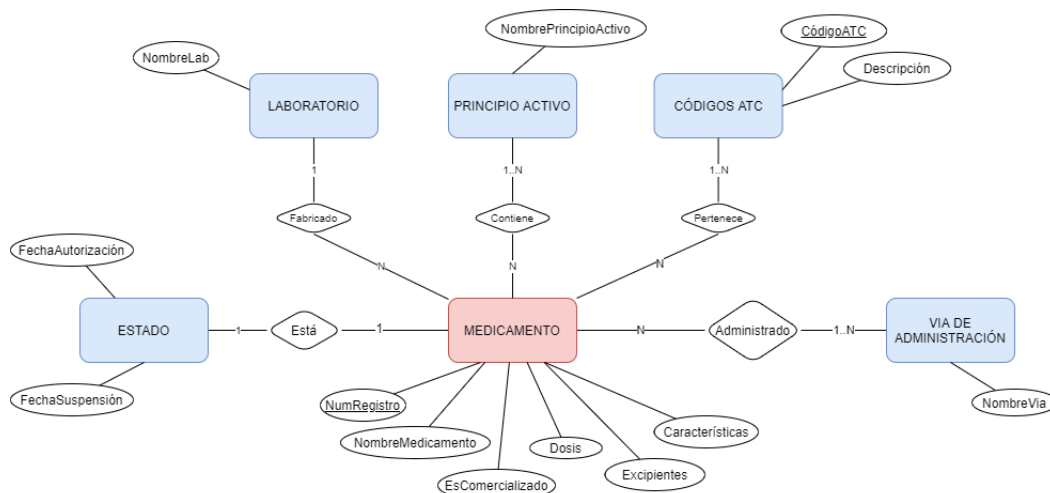 NombrePrincipioActivo
CódigoATC
NombreLab
Descripción
LABORATORIO
PRINCIPIO ACTIVO
CÓDIGOS ATC
1
1..N
1..N
Fabricado
Contiene
Pertenece
FechaAutorización
N
N
N
ESTADO
1
Está
1
MEDICAMENTO
N
Administrado
1..N
VIA DE
ADMINISTRACIÓN
FechaSuspensión
NumRegistro
NombreVia
Características
NombreMedicamento
Dosis
Excipientes
EsComercializado